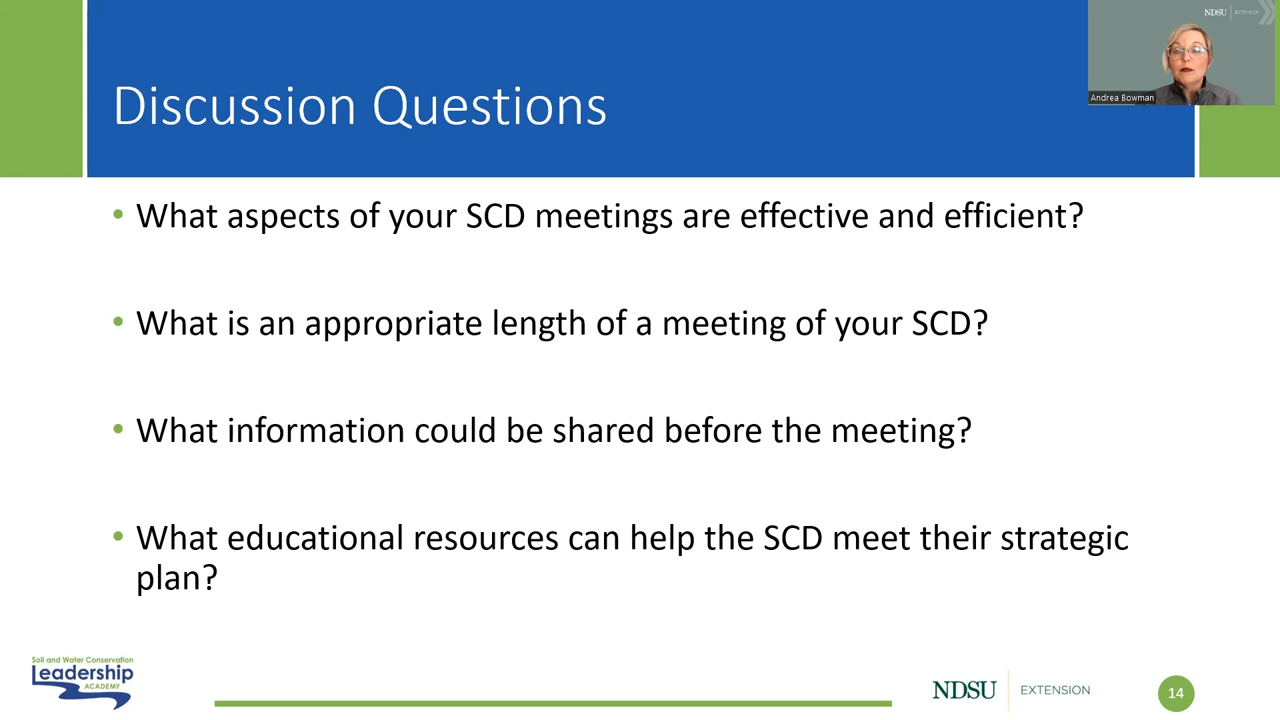 NDSU EXTENSION
Andrea Bowman
Discussion Questions
• What aspects of your SCD meetings are effective and efficient?
• What is an appropriate length of a meeting of your SCD?
• What information could be shared before the meeting?
• What educational resources can help the SCD meet their strategic
plan?
Soil and Water Conservation
Leadership
ACADEMY
NDSU EXTENSION
14